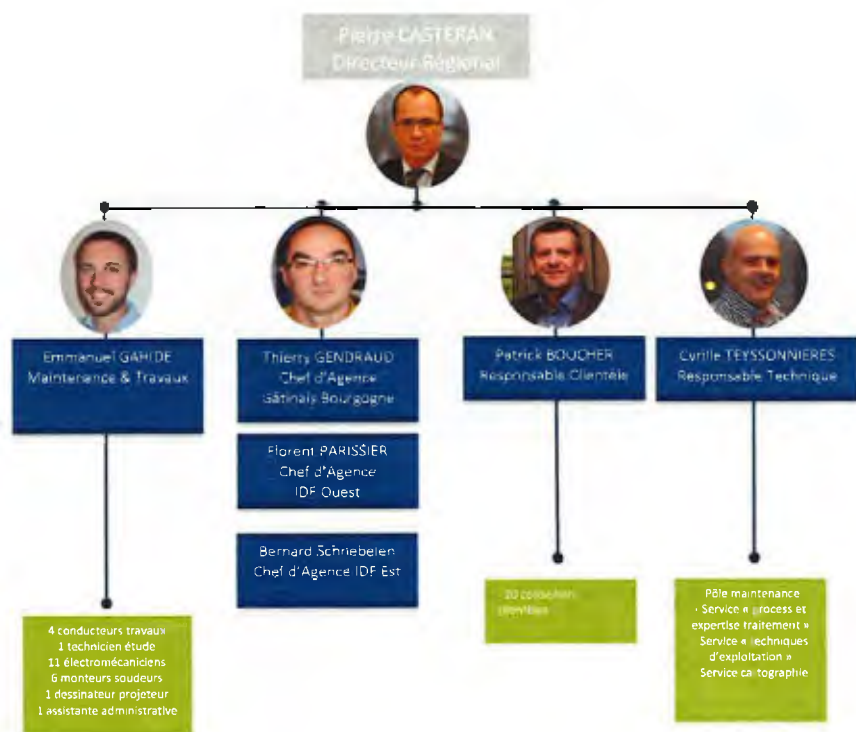 Pierre CASTERAN
Directeur Régional
Emmanuel GAHIDE
Maintenance & Travaux
Thierry GENDRAUD
Chef d'Agence
Gâtinais Bourgogne
Florent PARISSIER
Chef d'Agence
IDF Ouest
Bernard Schriebelen
Chef d'Agence IDF Est
Patrick BOUCHER
Responsable Clientèle
Cyrille TEYSSONNIERES
Responsable Technique
4 conducteurs travaux
1 technicien étude
11 électromécaniciens
6 monteurs soudeurs
1 dessinateur projeteur
1 assistante administrative
20
Pôle maintenance
Service « process et
expertise traitement »
Service « techniques
d'exploitation »
Service cartographie